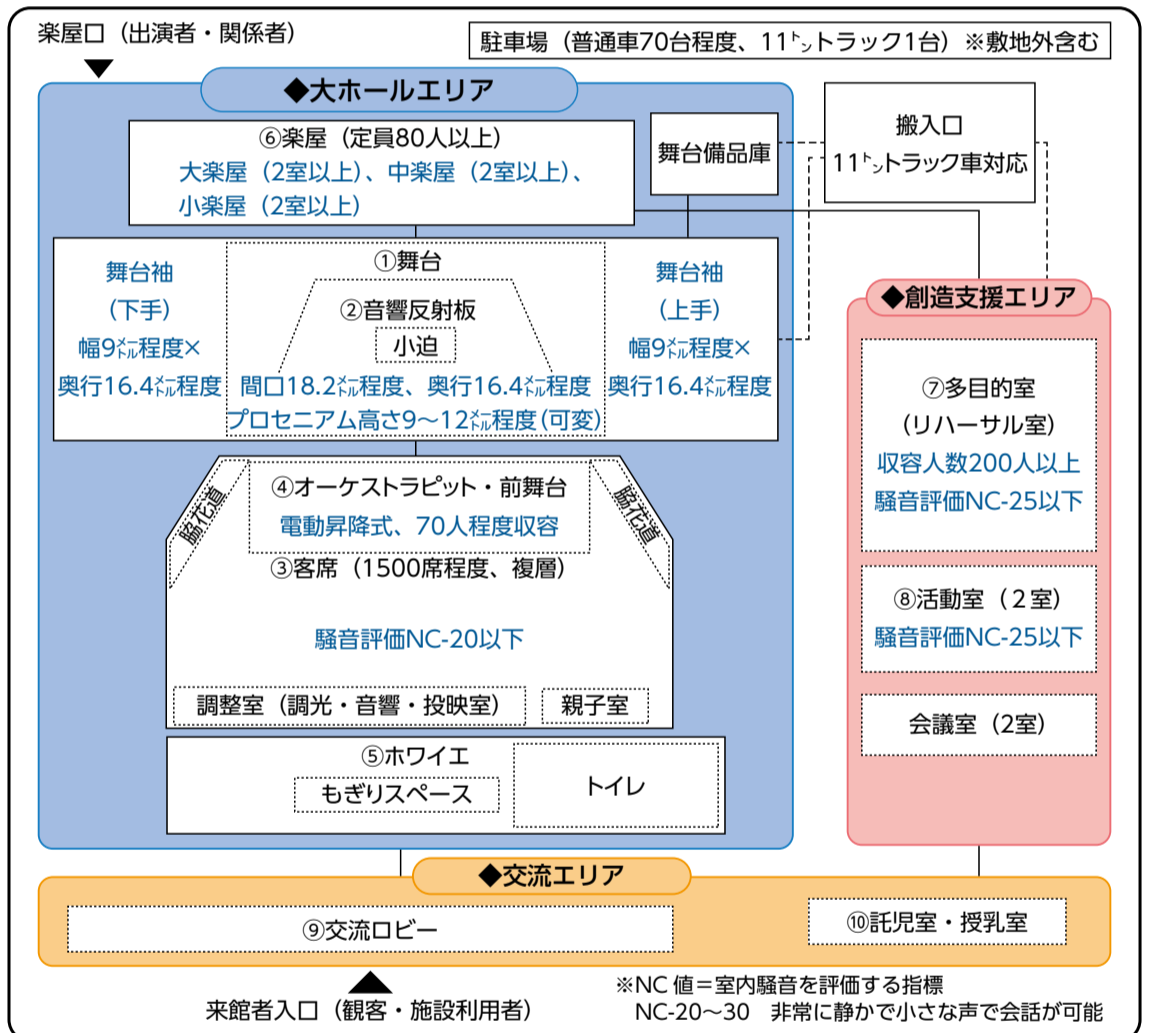 楽屋口（出演者・関係者）
駐車場（普通車70台程度、11㌧トラック1台）※敷地外含む
◆大ホールエリア
⑥楽屋（定員80人以上）
大楽屋（2室以上）、中楽屋（2室以上）、
小楽屋（2室以上）
舞台備品庫
搬入口
11㌧トラック車対応
舞台袖
（下手）
幅9㍍程度×
奥行16.4㍍程度
①舞台
②音響反射板
小迫
間口18.2㍍程度、奥行16.4㍍程度
プロセニアム高さ9～12㍍程度（可変）
舞台袖
（上手）
幅9㍍程度×
奥行16.4㍍程度
脇花道
④オーケストラピット・前舞台
電動昇降式、70人程度収容
脇花道
③客席（1500席程度、複層）
騒音評価NC-20以下
調整室（調光・音響・投映室）
親子室
⑤ホワイエ
もぎりスペース
トイレ
◆創造支援エリア
⑦多目的室
（リハーサル室）
収容人数200人以上
騒音評価NC-25以下
⑧活動室（２室）
騒音評価NC-25以下
会議室（2室）
◆交流エリア
⑨交流ロビー
⑩託児室・授乳室
来館者入口（観客・施設利用者）
※NC 値＝室内騒音を評価する指標
NC-20～30　非常に静かで小さな声で会話が可能